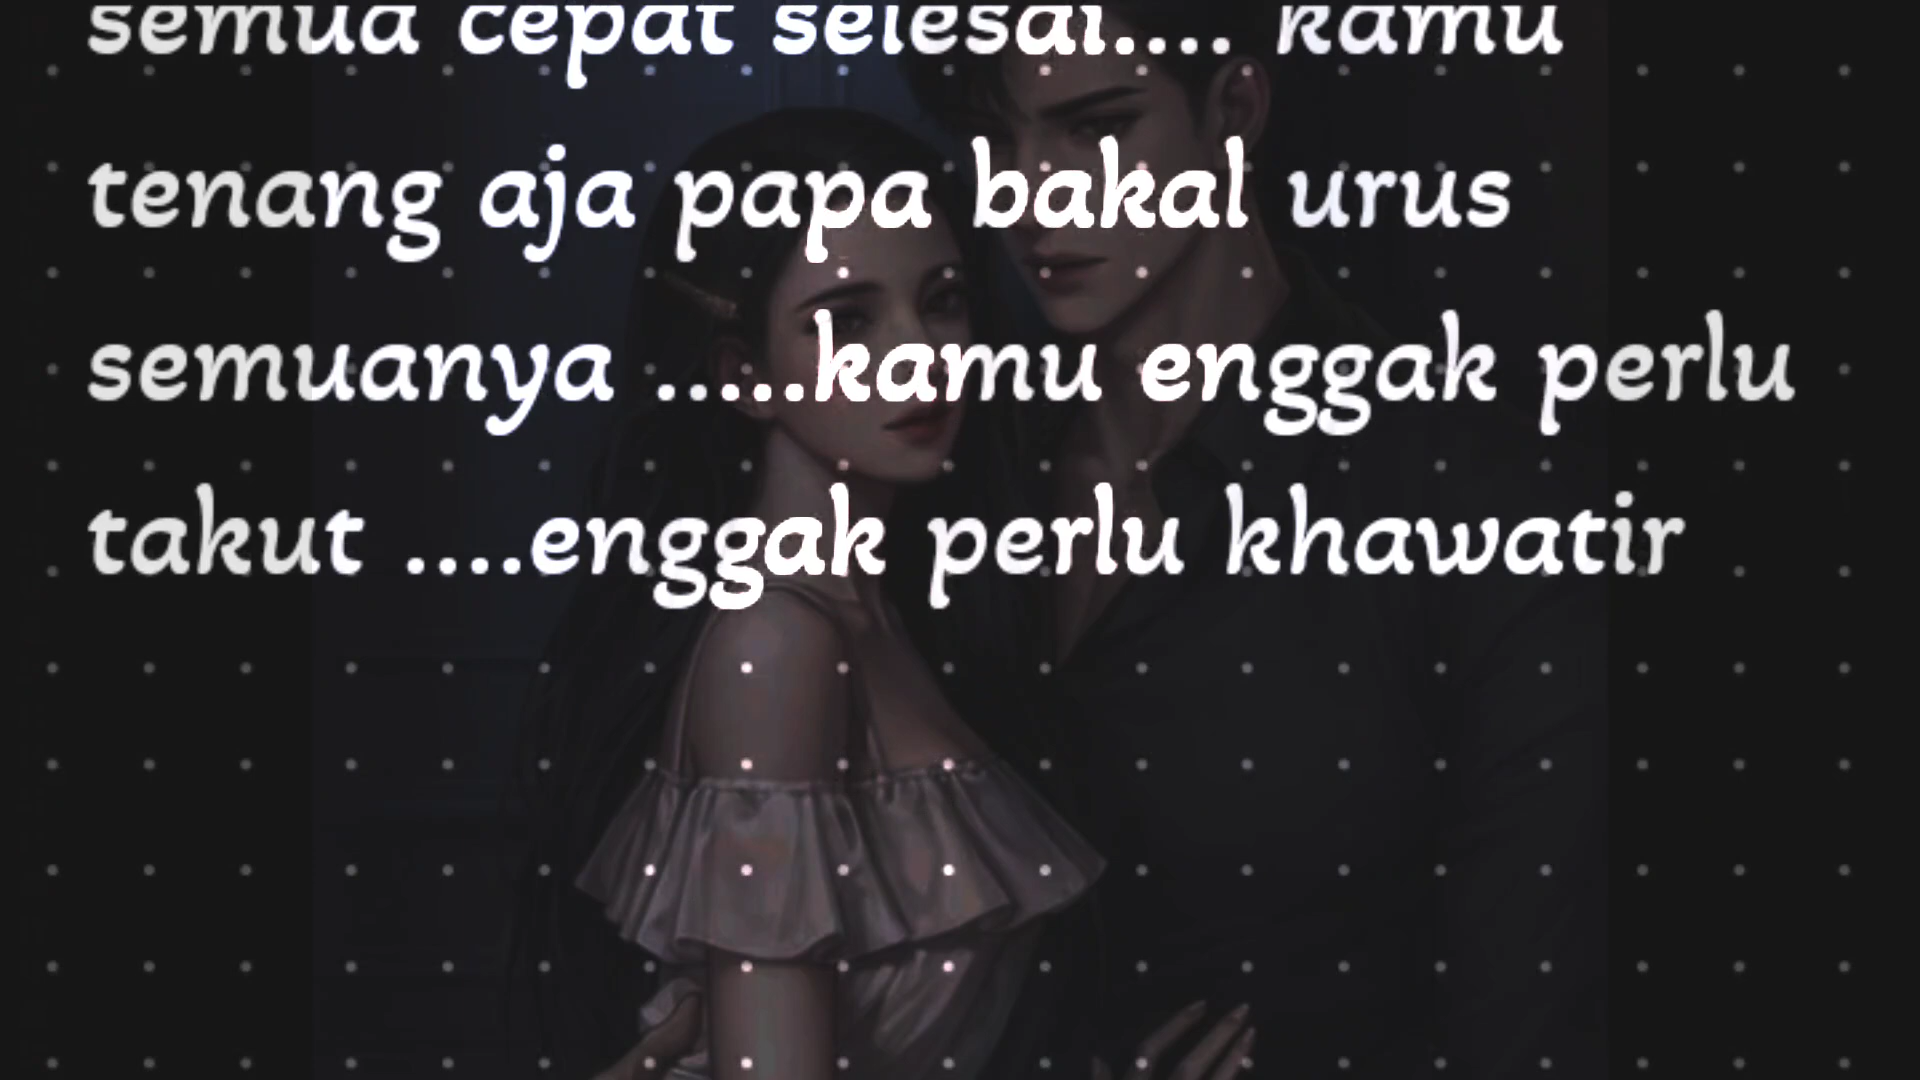 semua cepat selesai.... kamu
tenang aja papa bakal urus
semuanya .....kamu enggak perlu
takut ....enggak perlu khawatir